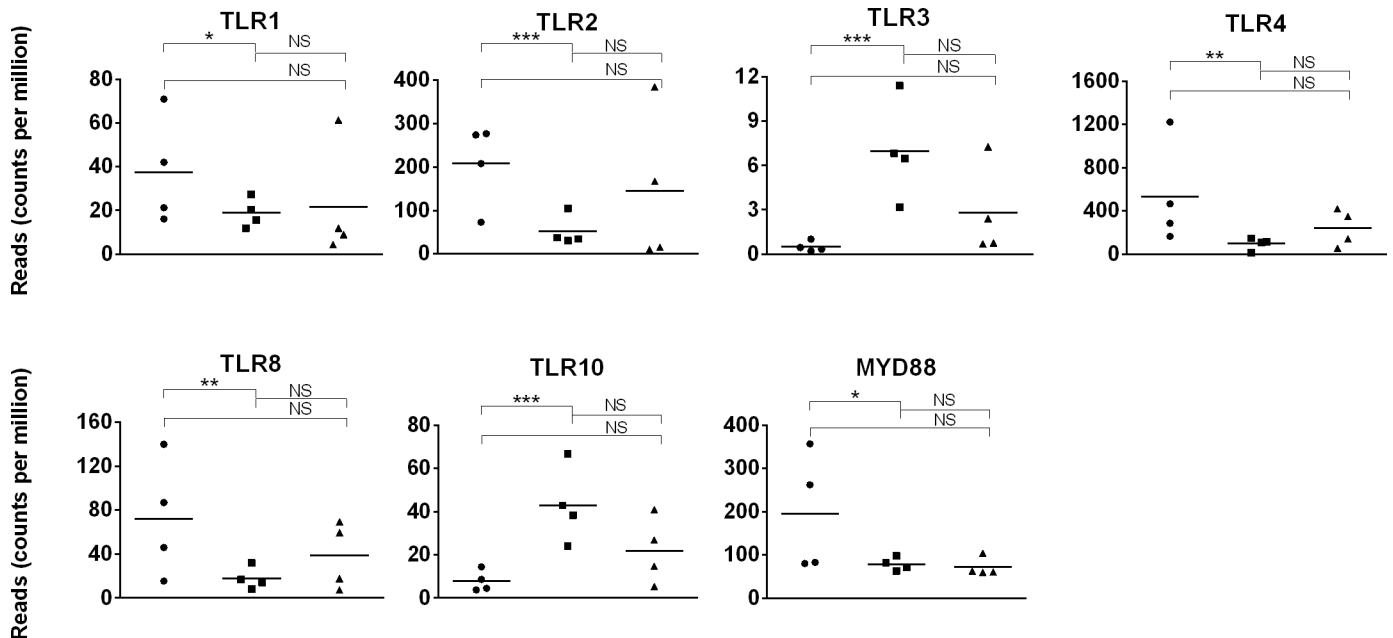 TLR1
TLR2
TLR3
TLR4
* NS
NS
*** NS
NS
*** NS
NS
** NS
NS
Reads (counts per million)
80
60
40
20
0
400
300
200
100
0
12
9
6
3
0
1600
1200
800
400
0
TLR8
TLR10
MYD88
** NS
NS
*** NS
NS
* NS
NS
Reads (counts per million)
160
120
80
40
0
80
60
40
20
0
400
300
200
100
0